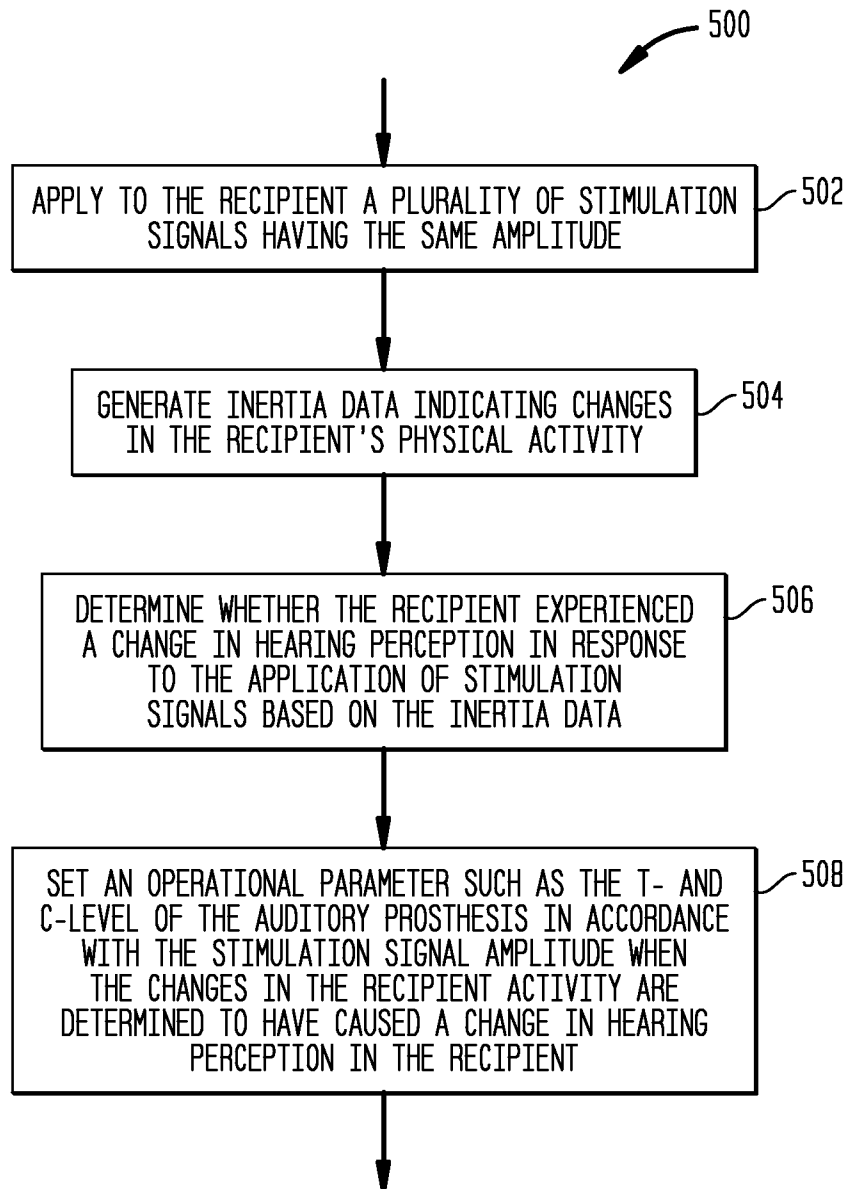 500
APPLY TO THE RECIPIENT A PLURALITY OF STIMULATION
SIGNALS HAVING THE SAME AMPLITUDE
502
GENERATE INERTIA DATA INDICATING CHANGES
IN THE RECIPIENT'S PHYSICAL ACTIVITY
504
DETERMINE WHETHER THE RECIPIENT EXPERIENCED
A CHANGE IN HEARING PERCEPTION IN RESPONSE
TO THE APPLICATION OF STIMULATION
SIGNALS BASED ON THE INERTIA DATA
506
SET AN OPERATIONAL PARAMETER SUCH AS THE T- AND
C-LEVEL OF THE AUDITORY PROSTHESIS IN ACCORDANCE
WITH THE STIMULATION SIGNAL AMPLITUDE WHEN
THE CHANGES IN THE RECIPIENT ACTIVITY ARE
DETERMINED TO HAVE CAUSED A CHANGE IN HEARING
PERCEPTION IN THE RECIPIENT
508